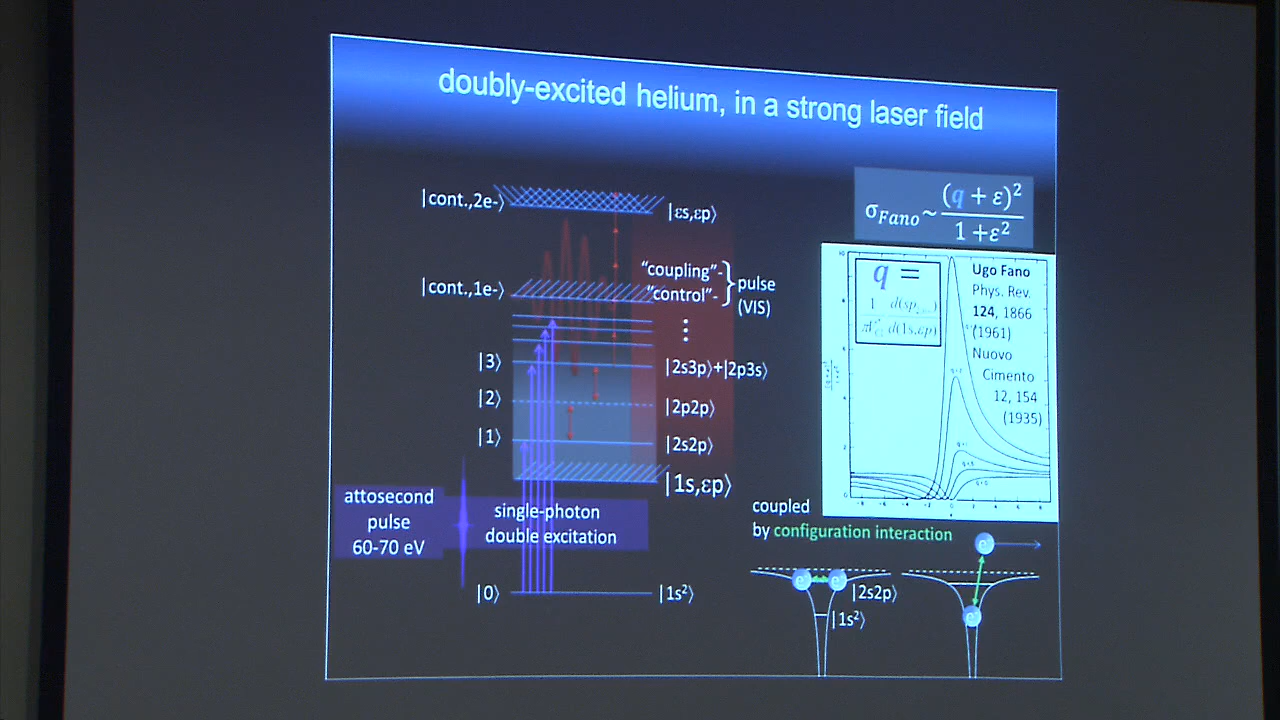 doubly-excited helium, in a strong laser field
|cont.,2e-⟩
|εs,εp⟩
"coupling"-
"control"-
pulse
(VIS)
|cont.,1e-⟩
|3⟩
|2s3p⟩+|2p3s⟩
|2⟩
|2p2p⟩
|1⟩
|2s2p⟩
|1s,εp⟩
attosecond
pulse
60-70 eV
single-photon
double excitation
|0⟩
|1s²⟩
σFano~ (q + ε)² / 1 +ε²
q =
Ugo Fano
Phys. Rev.
124, 1866
(1961)
Nuovo
Cimento
12, 154
(1935)
coupled
by configuration interaction
e⁻
e⁻
|2s2p⟩
|1s²⟩
e⁻
e⁻